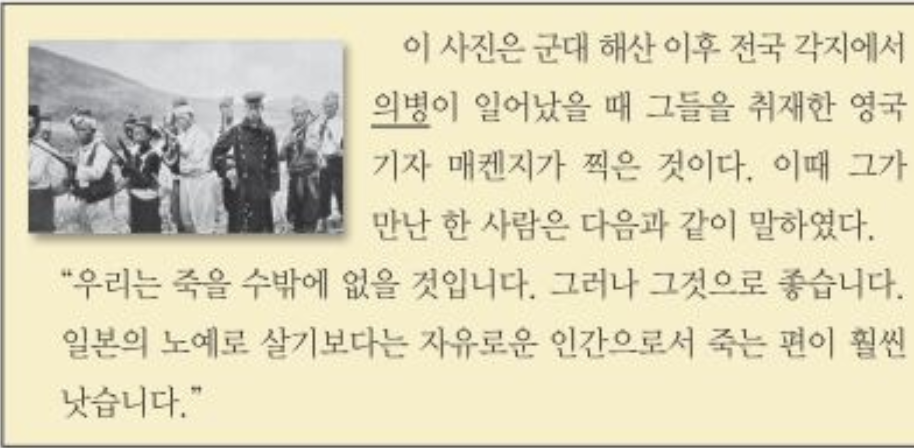 이 사진은 군대 해산 이후 전국 각지에서
의병이 일어났을 때 그들을 취재한 영국
기자 매켄지가 찍은 것이다. 이때 그가
만난 한 사람은 다음과 같이 말하였다.
“우리는 죽을 수밖에 없을 것입니다. 그러나 그것으로 좋습니다.
일본의 노예로 살기보다는 자유로운 인간으로서 죽는 편이 훨씬
낫습니다.”